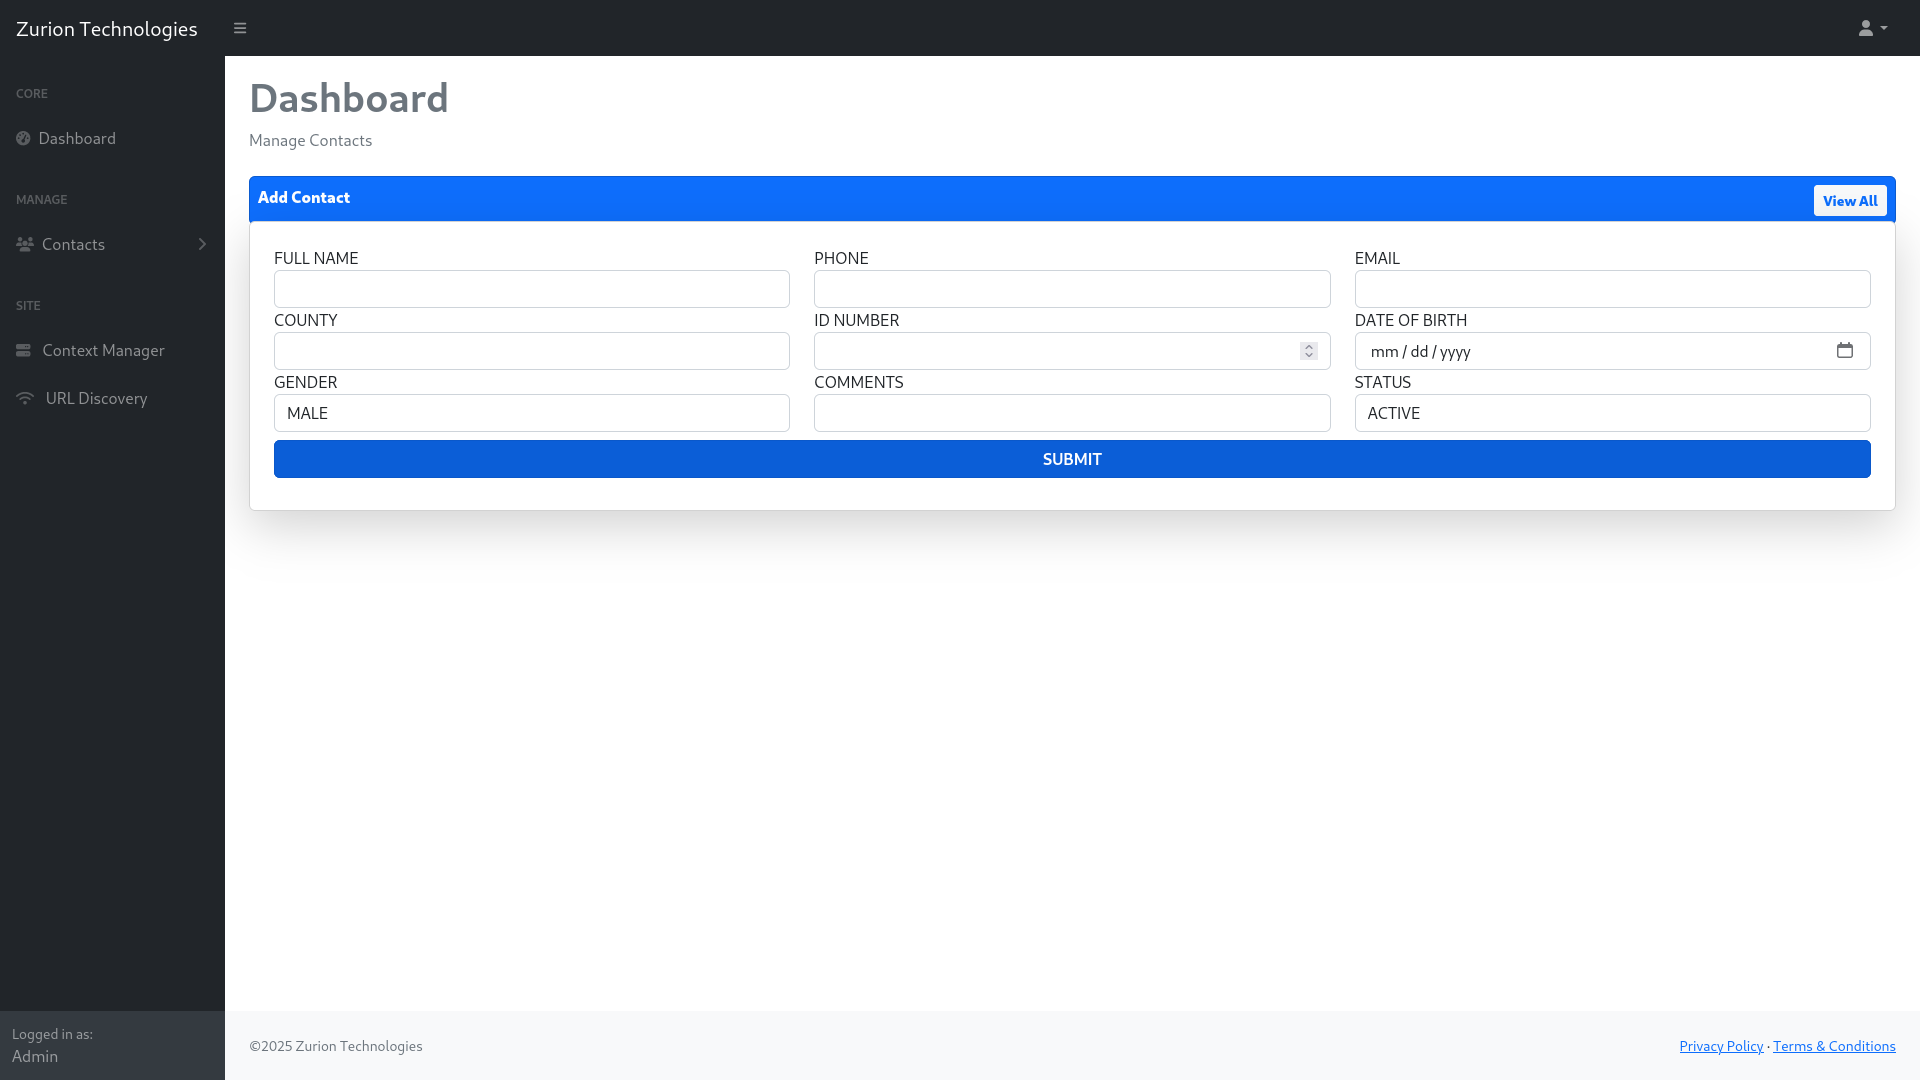 Zurion Technologies
CORE
Dashboard
MANAGE
Contacts
SITE
Context Manager
URL Discovery
Logged in as:
Admin
Dashboard
Manage Contacts
Add Contact
View All
FULL NAME
PHONE
EMAIL
COUNTY
ID NUMBER
DATE OF BIRTH
mm / dd / yyyy
GENDER
COMMENTS
STATUS
MALE
ACTIVE
SUBMIT
©2025 Zurion Technologies
Privacy Policy · Terms & Conditions